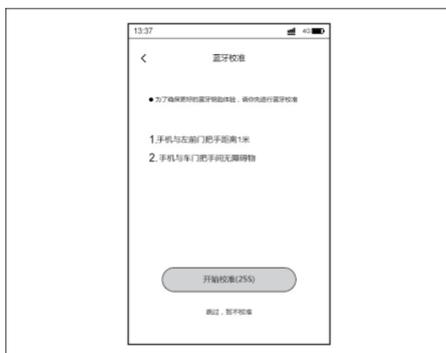 13:37 4G
蓝牙校准
● 为了确保更好的蓝牙钥匙体验，请你先进行蓝牙校准
1.手机与左前门把手距离1米
2.手机与车门把手间无障碍物
开始校准(25S)
跳过，暂不校准